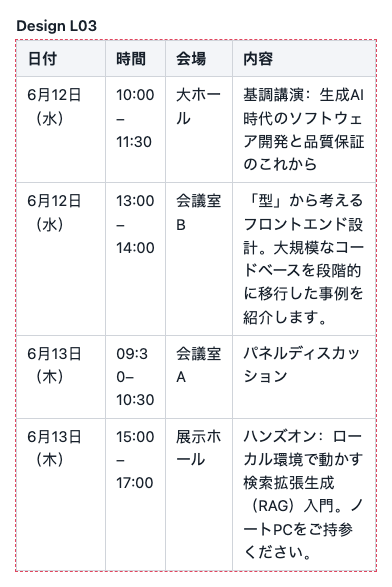 Design L03
日付 時間 会場 内容
6月12日
（水）
10:00
–
11:30
大ホー
ル
基調講演：生成AI
時代のソフトウェ
ア開発と品質保証
のこれから
6月12日
（水）
13:00
–
14:00
会議室
B
「型」から考える
フロントエンド設
計。大規模なコー
ドベースを段階的
に移行した事例を
紹介します。
6月13日
（木）
09:3
0–
10:30
会議室
A
パネルディスカッ
ション
6月13日
（木）
15:00
–
17:00
展示ホ
ール
ハンズオン：ロー
カル環境で動かす
検索拡張生成
（RAG）入門。ノ
ートPCをご持参
ください。